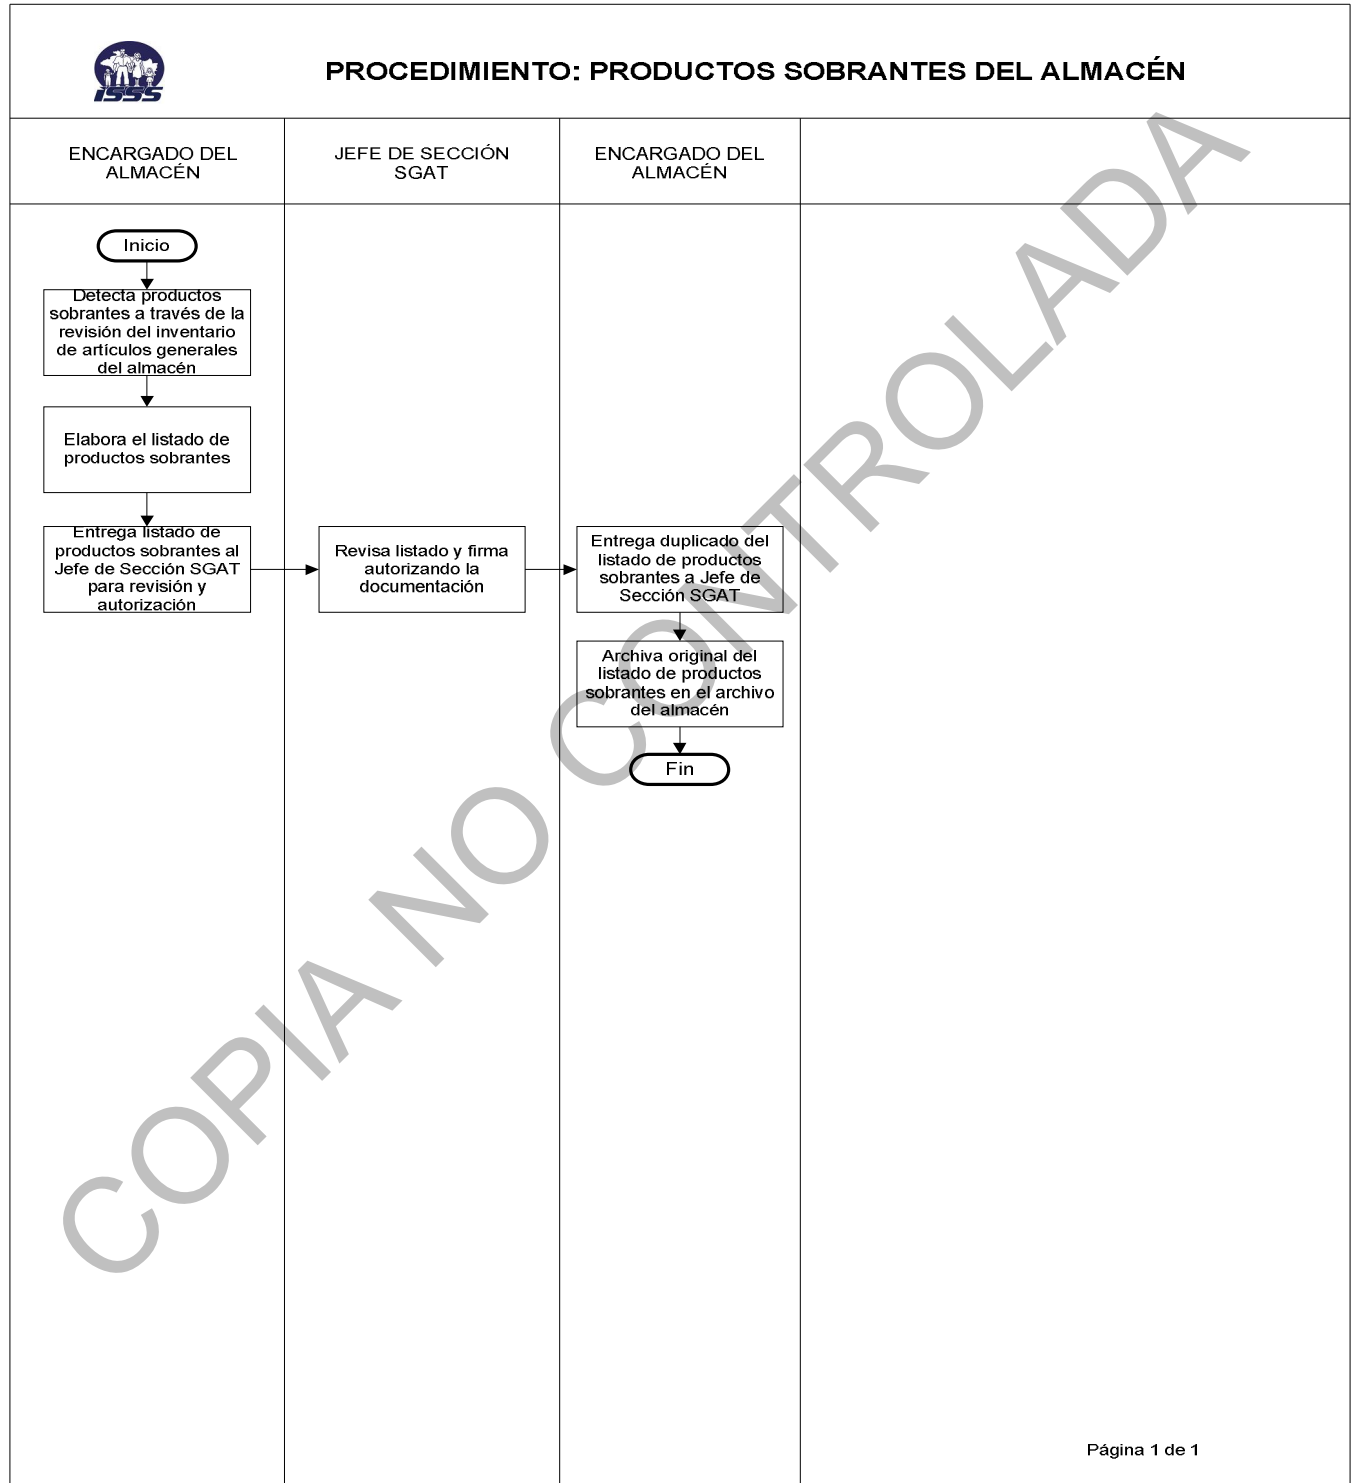 ISSS
PROCEDIMIENTO: PRODUCTOS SOBRANTES DEL ALMACÉN
ENCARGADO DEL
ALMACÉN
JEFE DE SECCIÓN
SGAT
ENCARGADO DEL
ALMACÉN
Inicio
Detecta productos
sobrantes a través de la
revisión del inventario
de artículos generales
del almacén
Elabora el listado de
productos sobrantes
Entrega listado de
productos sobrantes al
Jefe de Sección SGAT
para revisión y
autorización
Revisa listado y firma
autorizando la
documentación
Entrega duplicado del
listado de productos
sobrantes a Jefe de
Sección SGAT
Archiva original del
listado de productos
sobrantes en el archivo
del almacén
Fin
COPIA NO CONTROLADA
Página 1 de 1